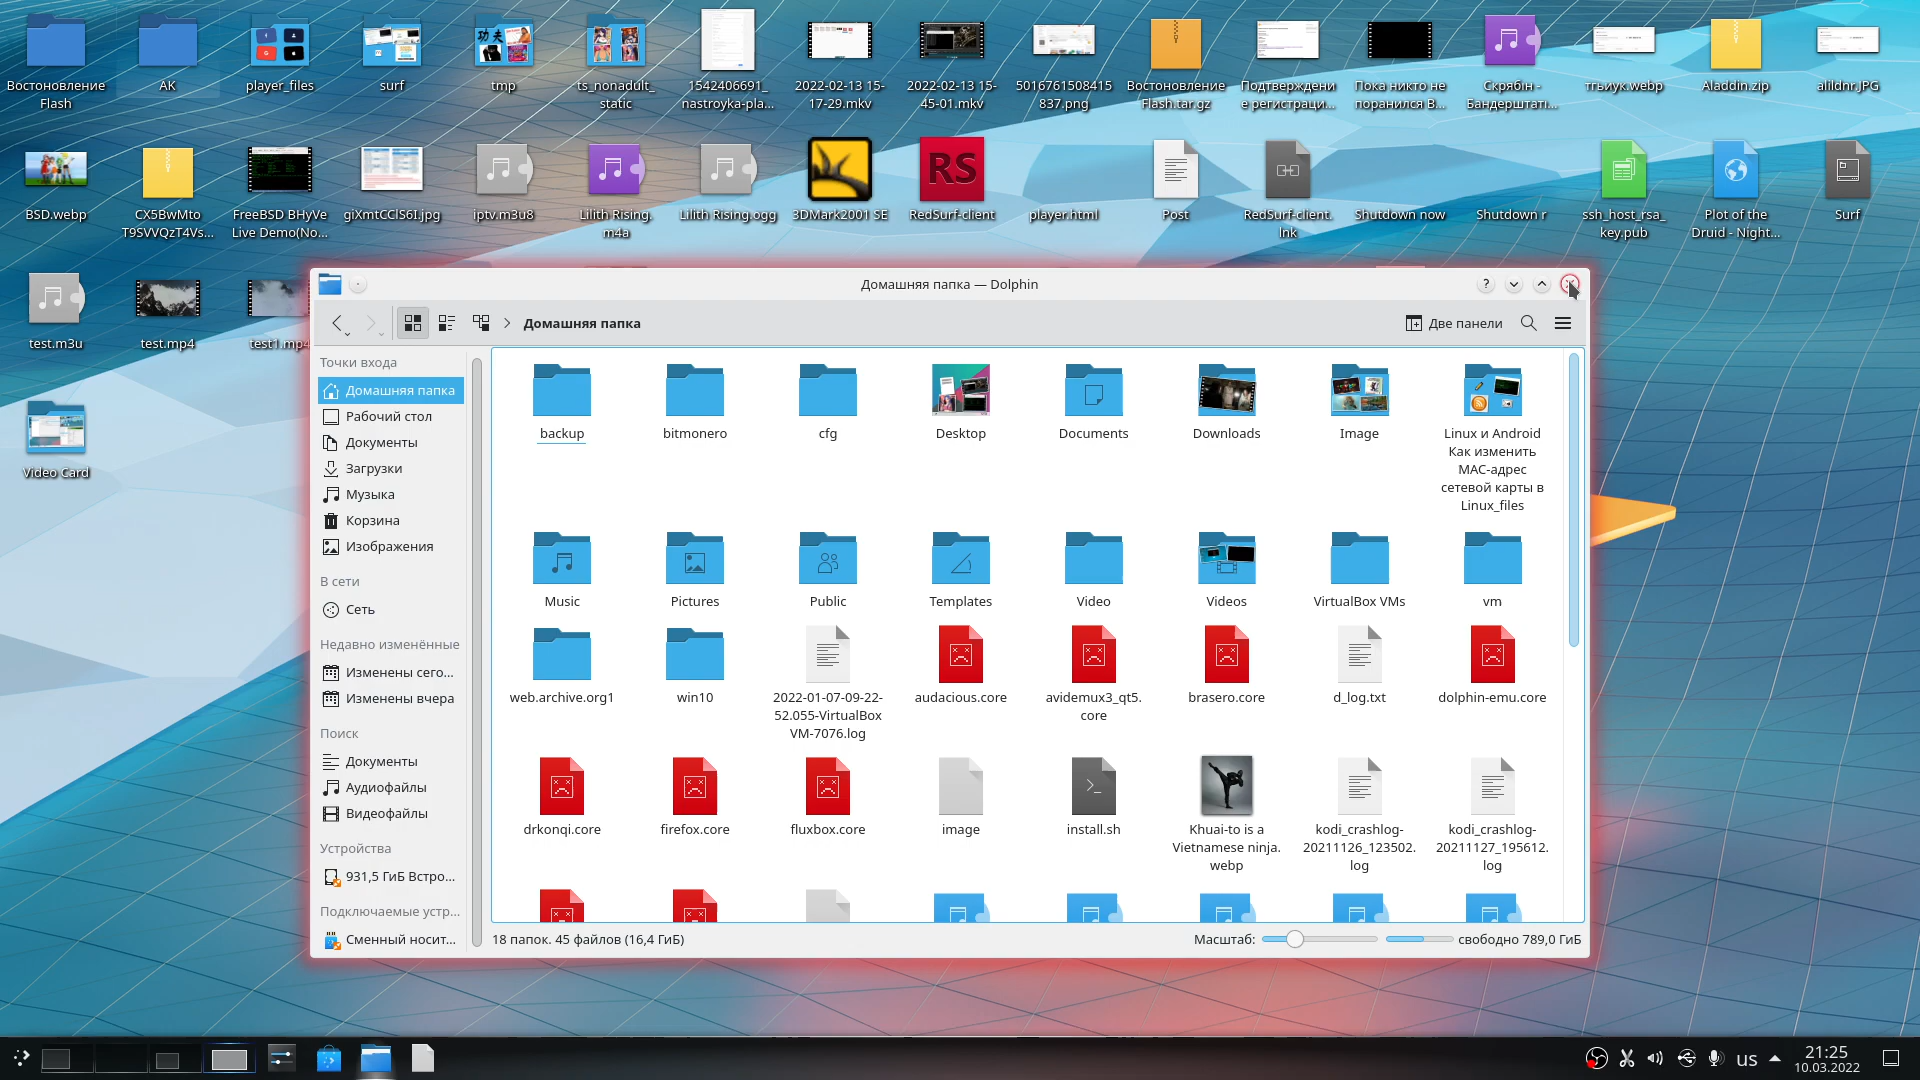 Востоновление
Flash
AK
player_files
surf
tmp
ts_nonadult_
static
1542406691_
nastroyka-pla...
2022-02-13 15-
17-29.mkv
2022-02-13 15-
45-01.mkv
5016761508415
837.png
Востоновление
Flash.tar.gz
Подтверждени
е регистраци...
Пока никто не
поранился В...
Скрябін -
Бандерштаті...
ттьиук.webp
Aladdin.zip
alildnr.JPG
BSD.webp
CX5BwMto
T9SVVQzT4Vs...
FreeBSD BHyVe
Live Demo(No...
giXmtCClS6I.jpg
iptv.m3u8
Lilith Rising.
m4a
Lilith Rising.ogg
3DMark2001 SE
RS
RedSurf-client
player.html
Post
RedSurf-client.
lnk
Shutdown now
Shutdown r
ssh_host_rsa_
key.pub
Plot of the
Druid - Night...
Surf
test.m3u
test.mp4
test1.mp4
Video Card
Домашняя папка — Dolphin
Домашняя папка
Две панели
Точки входа
Домашняя папка
Рабочий стол
Документы
Загрузки
Музыка
Корзина
Изображения
В сети
Сеть
Недавно изменённые
Изменены сего...
Изменены вчера
Поиск
Документы
Аудиофайлы
Видеофайлы
Устройства
931,5 ГиБ Встро...
Подключаемые устр...
Сменный носит...
backup
bitmonero
cfg
Desktop
Documents
Downloads
Image
Linux и Android
Как изменить
MAC-адрес
сетевой карты в
Linux_files
Music
Pictures
Public
Templates
Video
Videos
VirtualBox VMs
vm
web.archive.org1
win10
2022-01-07-09-22-
52.055-VirtualBox
VM-7076.log
audacious.core
avidemux3_qt5.
core
brasero.core
d_log.txt
dolphin-emu.core
drkonqi.core
firefox.core
fluxbox.core
image
install.sh
Khuai-to is a
Vietnamese ninja.
webp
kodi_crashlog-
20211126_123502.
log
kodi_crashlog-
20211127_195612.
log
18 папок. 45 файлов (16,4 ГиБ)
Масштаб:
свободно 789,0 ГиБ
us
21:25
10.03.2022